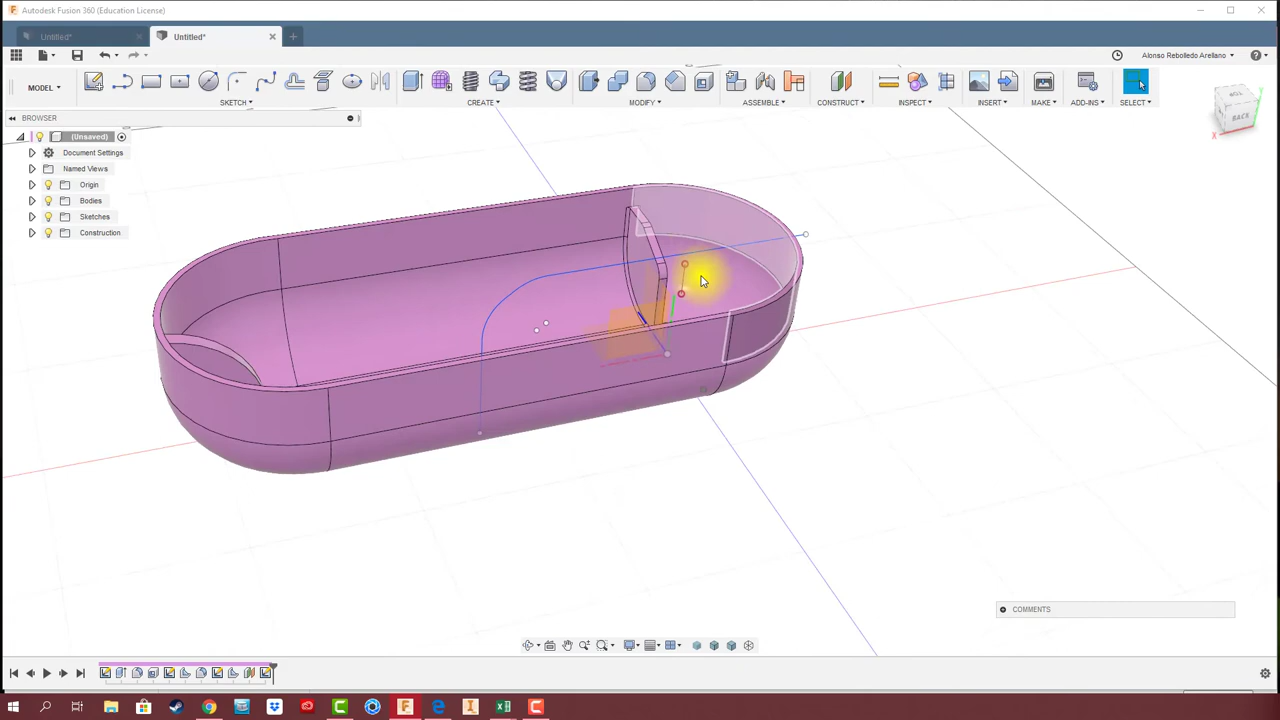 Autodesk Fusion 360 (Education License)
Untitled*
Untitled*
Alonso Rebolledo Arellano
MODEL
SKETCH
CREATE
MODIFY
ASSEMBLE
CONSTRUCT
INSPECT
INSERT
MAKE
ADD-INS
SELECT
BROWSER
TOP
BACK
X
(Unsaved)
Document Settings
Named Views
Origin
Bodies
Sketches
Construction
COMMENTS